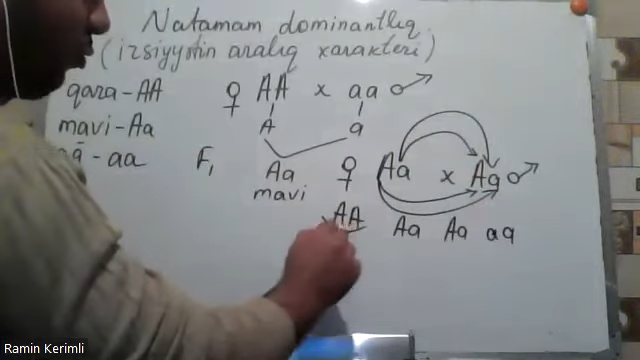 Natamam dominantlıq
(irsiyyətin aralıq xarakteri)
qara-AA ♀ AA x aa ♂
mavi-Aa A a
- aa F₁ Aa ♀ Aa x Aa ♂
mavi
AA Aa Aa aa
Ramin Kerimli